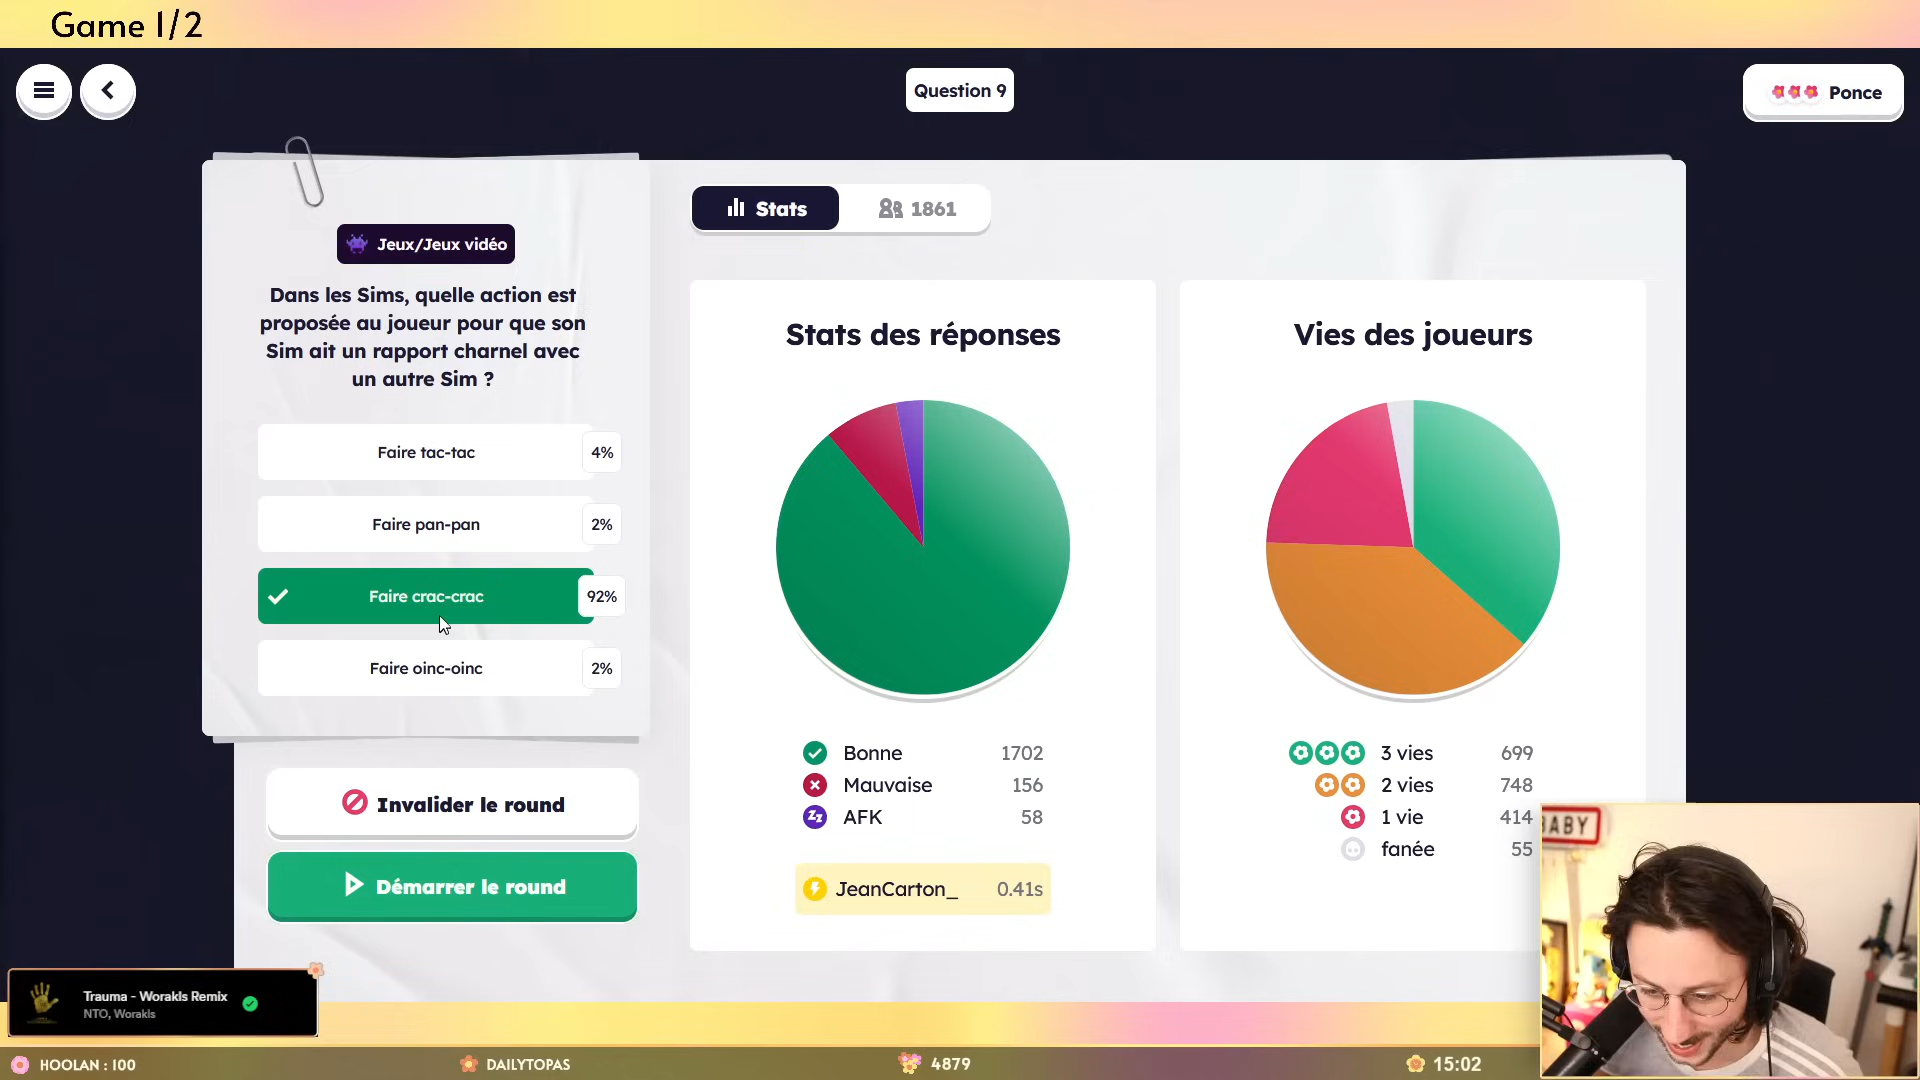 Game 1/2
Question 9
Ponce
Stats
1861
Jeux/Jeux vidéo
Dans les Sims, quelle action est
proposée au joueur pour que son
Sim ait un rapport charnel avec
un autre Sim ?
Faire tac-tac 4%
Faire pan-pan 2%
Faire crac-crac 92%
Faire oinc-oinc 2%
Invalider le round
Démarrer le round
Stats des réponses
Bonne 1702
Mauvaise 156
AFK 58
JeanCarton_ 0.41s
Vies des joueurs
3 vies 699
2 vies 748
1 vie 414
fanée 55
BABY
Trauma - Worakls Remix
NTO, Worakls
HOOLAN : 100
DAILYTOPAS
4879
15:02